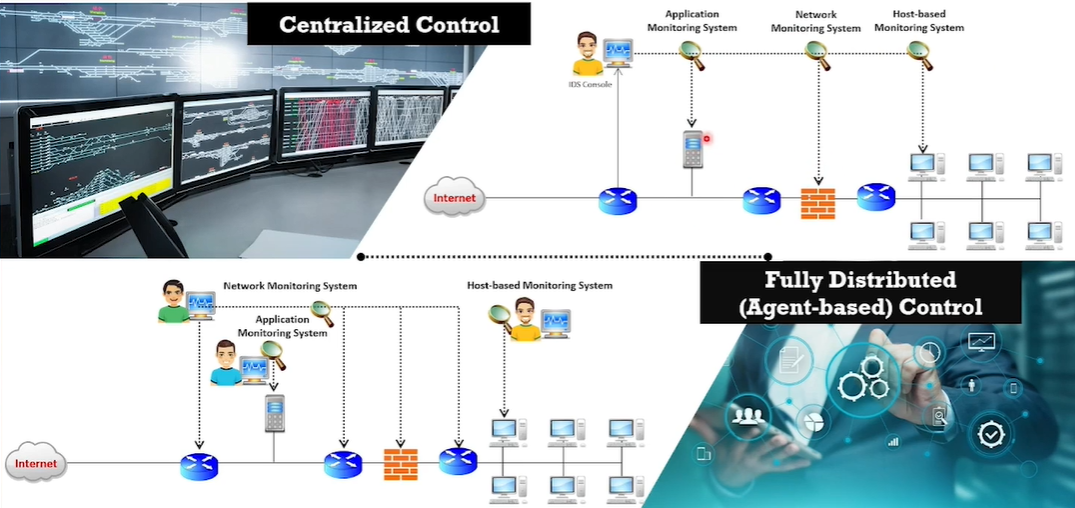 Centralized Control
Application
Monitoring System
Network
Monitoring System
Host-based
Monitoring System
IDS Console
Internet
Fully Distributed
(Agent-based) Control
Network Monitoring System
Application
Monitoring System
Host-based Monitoring System
Internet